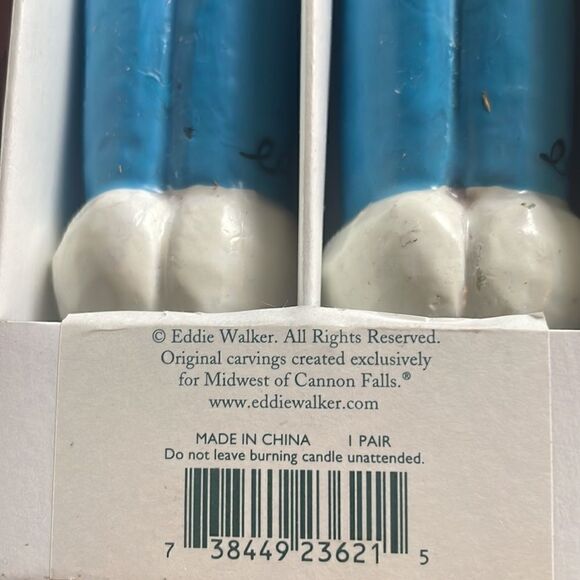 © Eddie Walker. All Rights Reserved.
Original carvings created exclusively
for Midwest of Cannon Falls.®
www.eddiewalker.com
MADE IN CHINA 1 PAIR
Do not leave burning candle unattended.
7 38449 23621 5